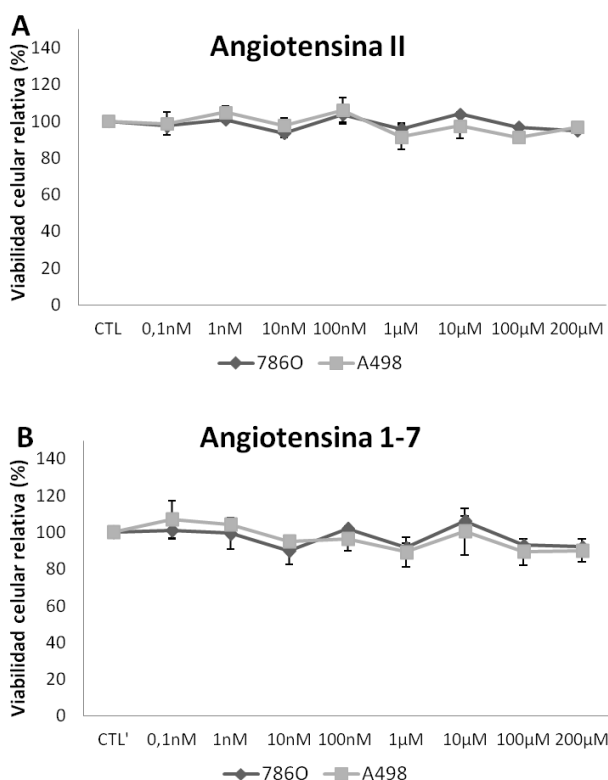 A
Angiotensina II
Viabilidad celular relativa (%)
140
120
100
80
60
40
20
0
CTL 0,1nM 1nM 10nM 100nM 1µM 10µM 100µM 200µM
786O A498
B
Angiotensina 1-7
Viabilidad celular relativa (%)
140
120
100
80
60
40
20
0
CTL' 0,1nM 1nM 10nM 100nM 1µM 10µM 100µM 200µM
786O A498